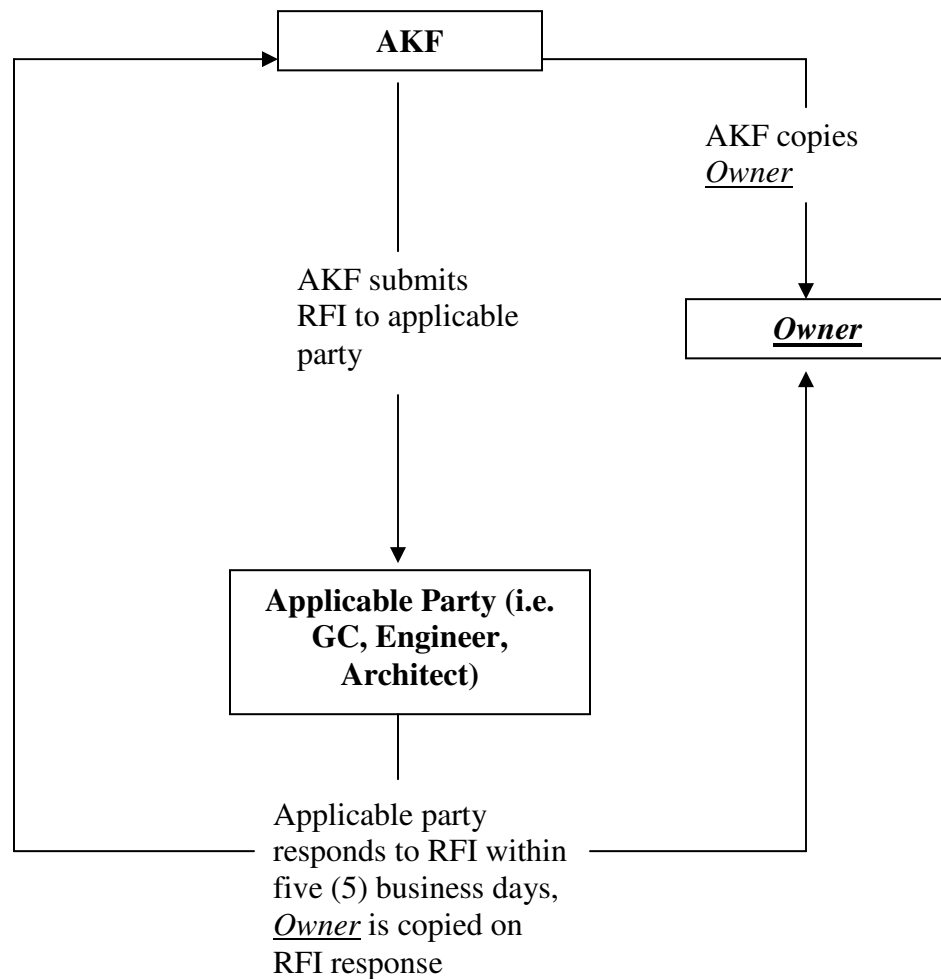 AKF
AKF copies
Owner
AKF submits
RFI to applicable
party
Owner
Applicable Party (i.e.
GC, Engineer,
Architect)
Applicable party
responds to RFI within
five (5) business days,
Owner is copied on
RFI response